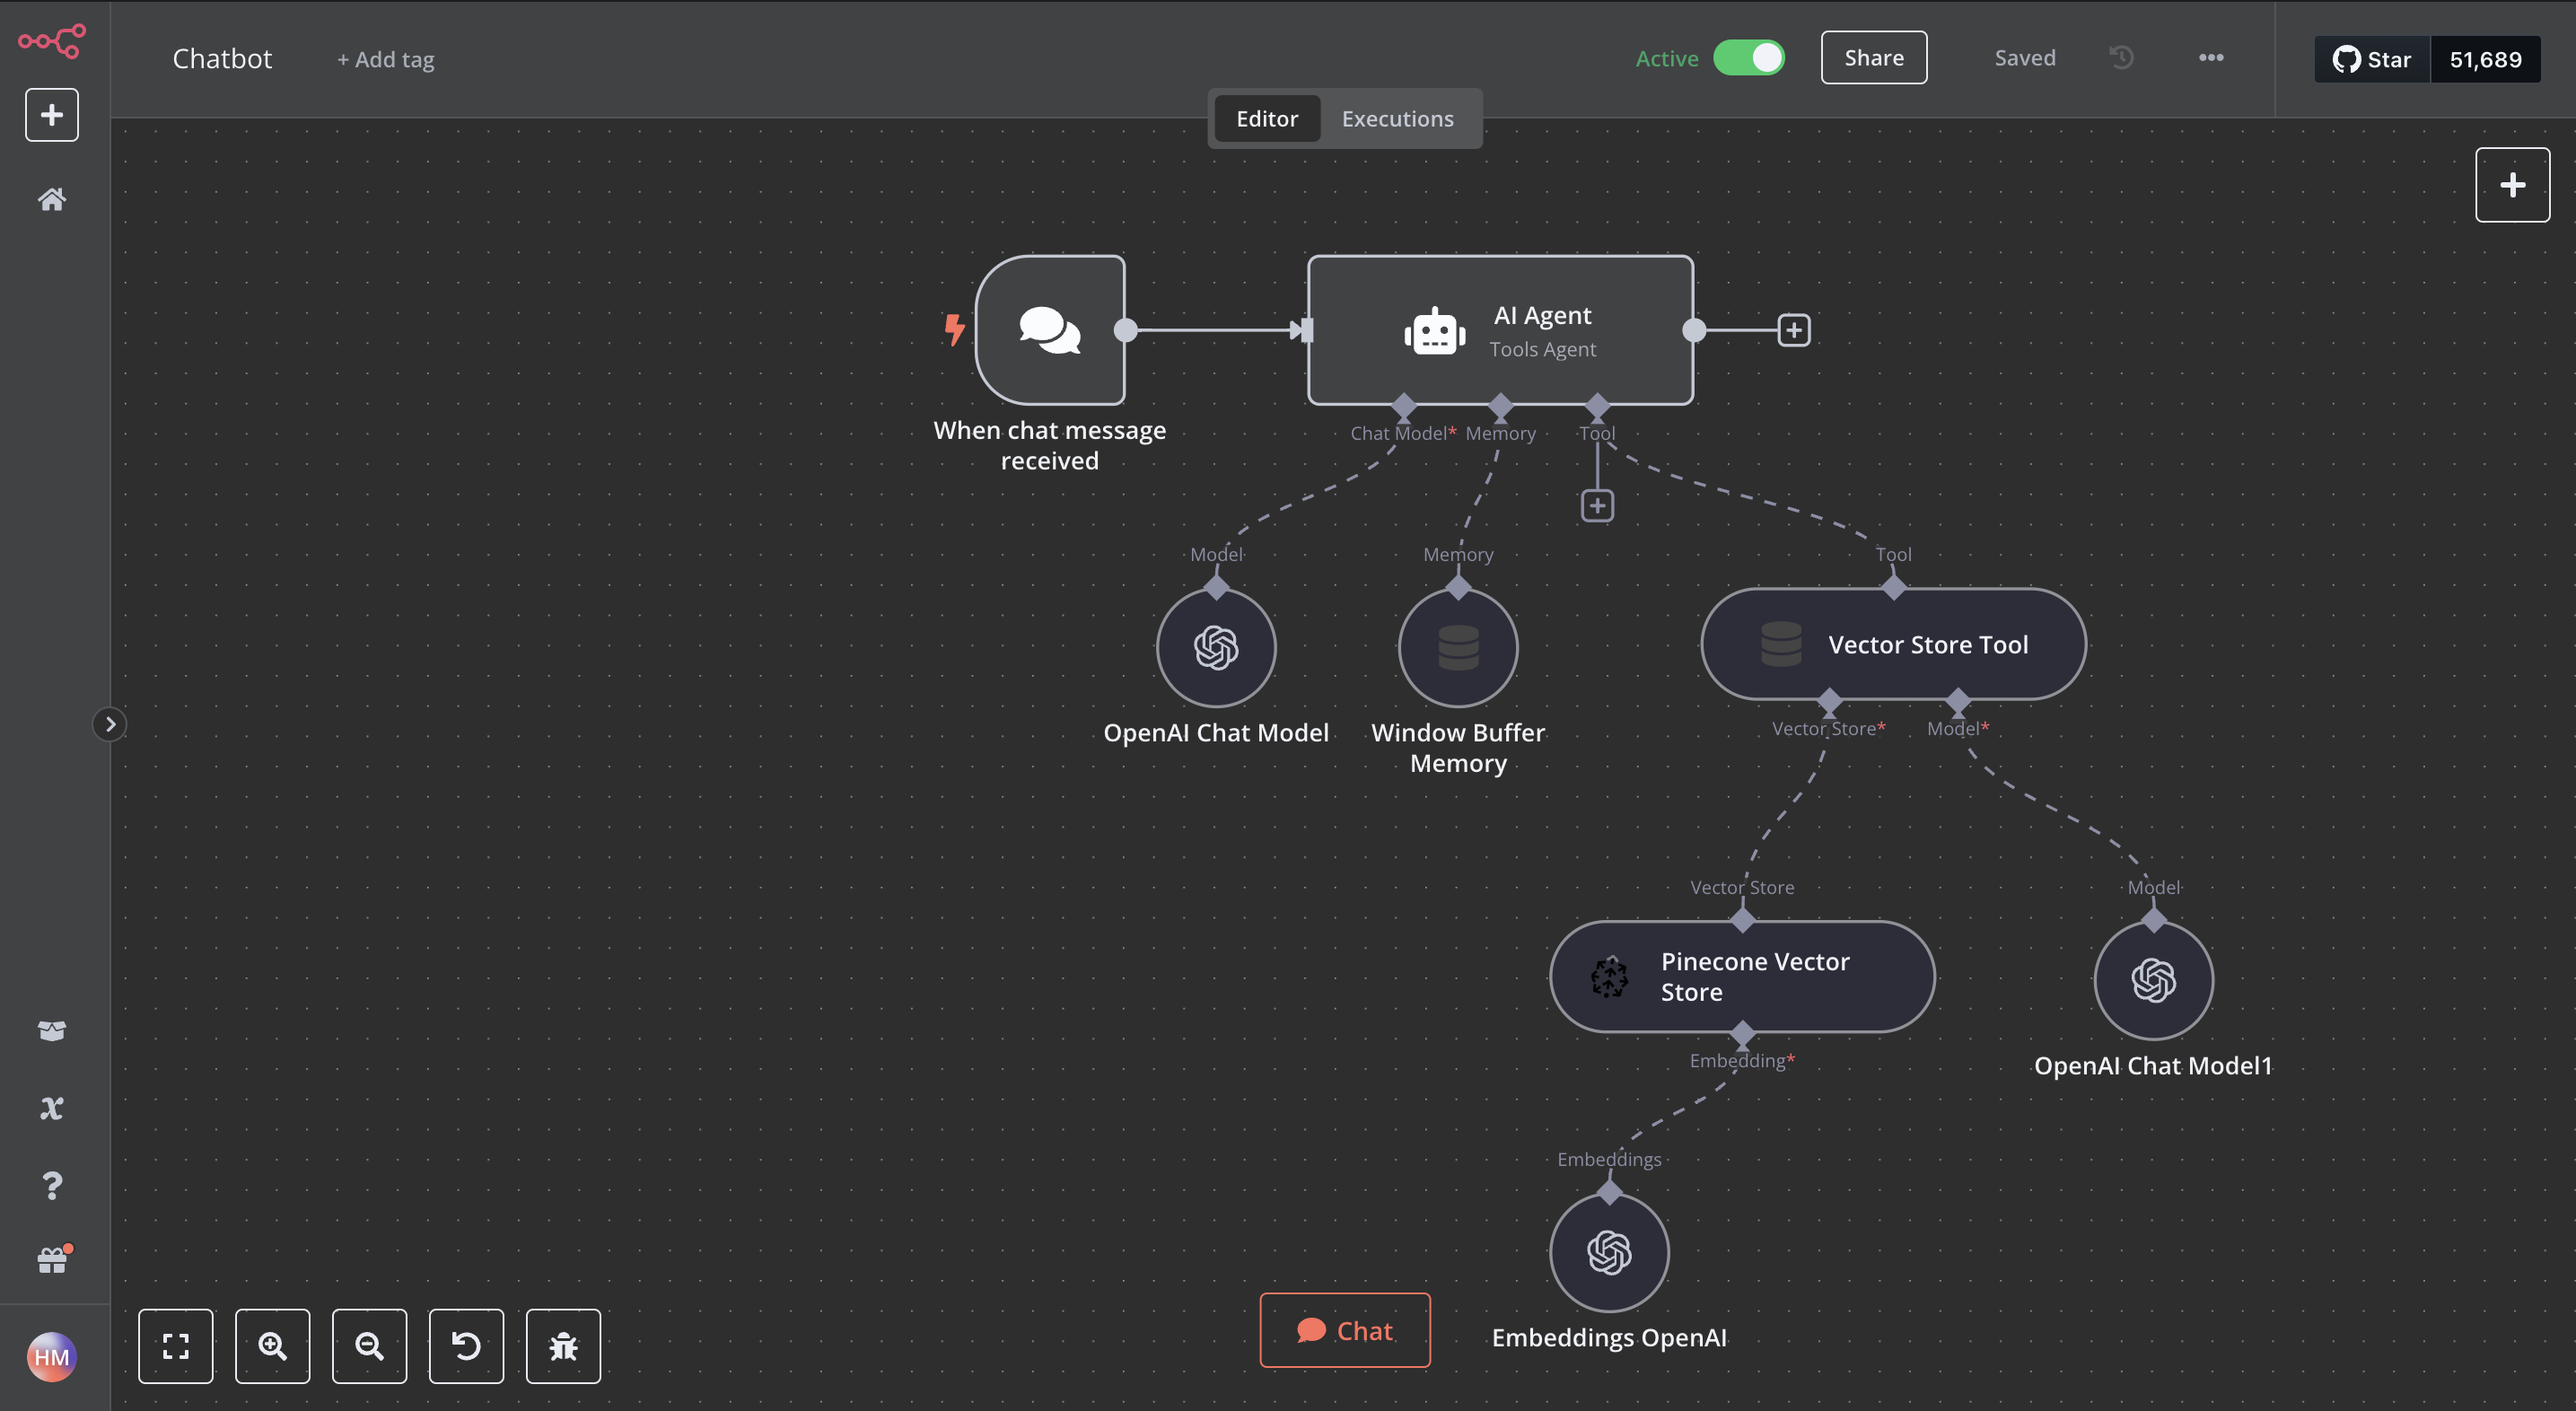 Chatbot
+ Add tag
Active
Share
Saved
Star
51,689
Editor
Executions
AI Agent
Tools Agent
When chat message
received
Chat Model*
Memory
Tool
Model
Memory
Tool
Vector Store Tool
OpenAI Chat Model
Window Buffer
Memory
Vector Store*
Model*
Vector Store
Model
Pinecone Vector
Store
Embedding*
OpenAI Chat Model1
Embeddings
Embeddings OpenAI
Chat
HM